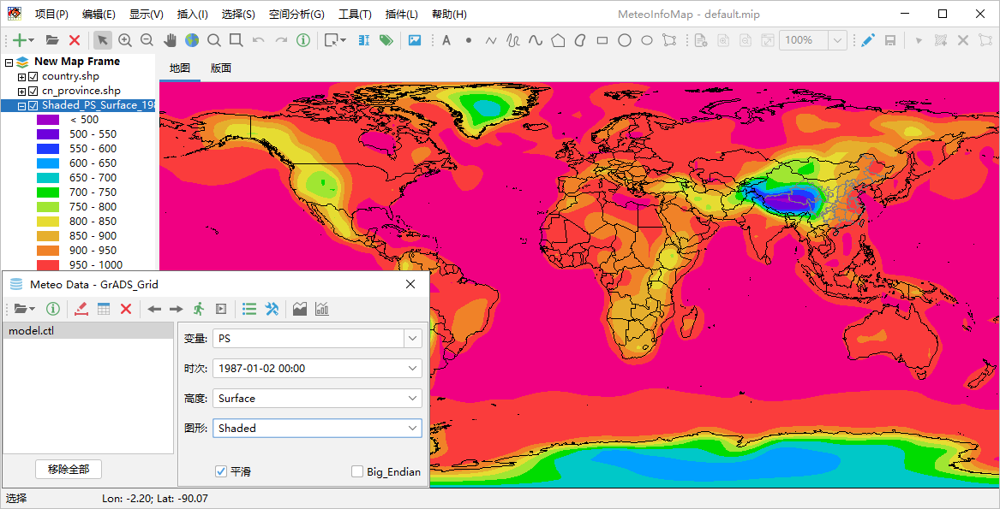 MeteoInfoMap - default.mip
项目(P) 编辑(E) 显示(V) 插入(I) 选择(S) 空间分析(G) 工具(T) 插件(L) 帮助(H)
100%
New Map Frame
country.shp
cn_province.shp
Shaded_PS_Surface_198
< 500
500 - 550
550 - 600
600 - 650
650 - 700
700 - 750
750 - 800
800 - 850
850 - 900
900 - 950
950 - 1000
地图 版面
Meteo Data - GrADS_Grid
model.ctl
移除全部
变量: PS
时次: 1987-01-02 00:00
高度: Surface
图形: Shaded
平滑 Big_Endian
选择 Lon: -2.20; Lat: -90.07